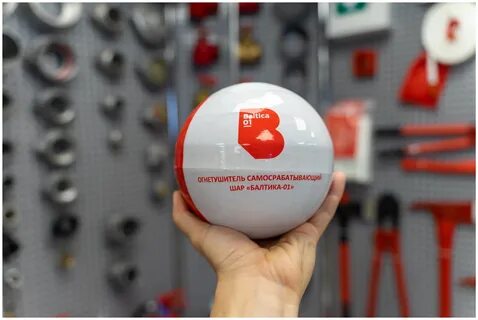 Baltica
01
ОГНЕТУШИТЕЛЬ САМОСРАБАТЫВАЮЩИЙ
ШАР «БАЛТИКА-01»